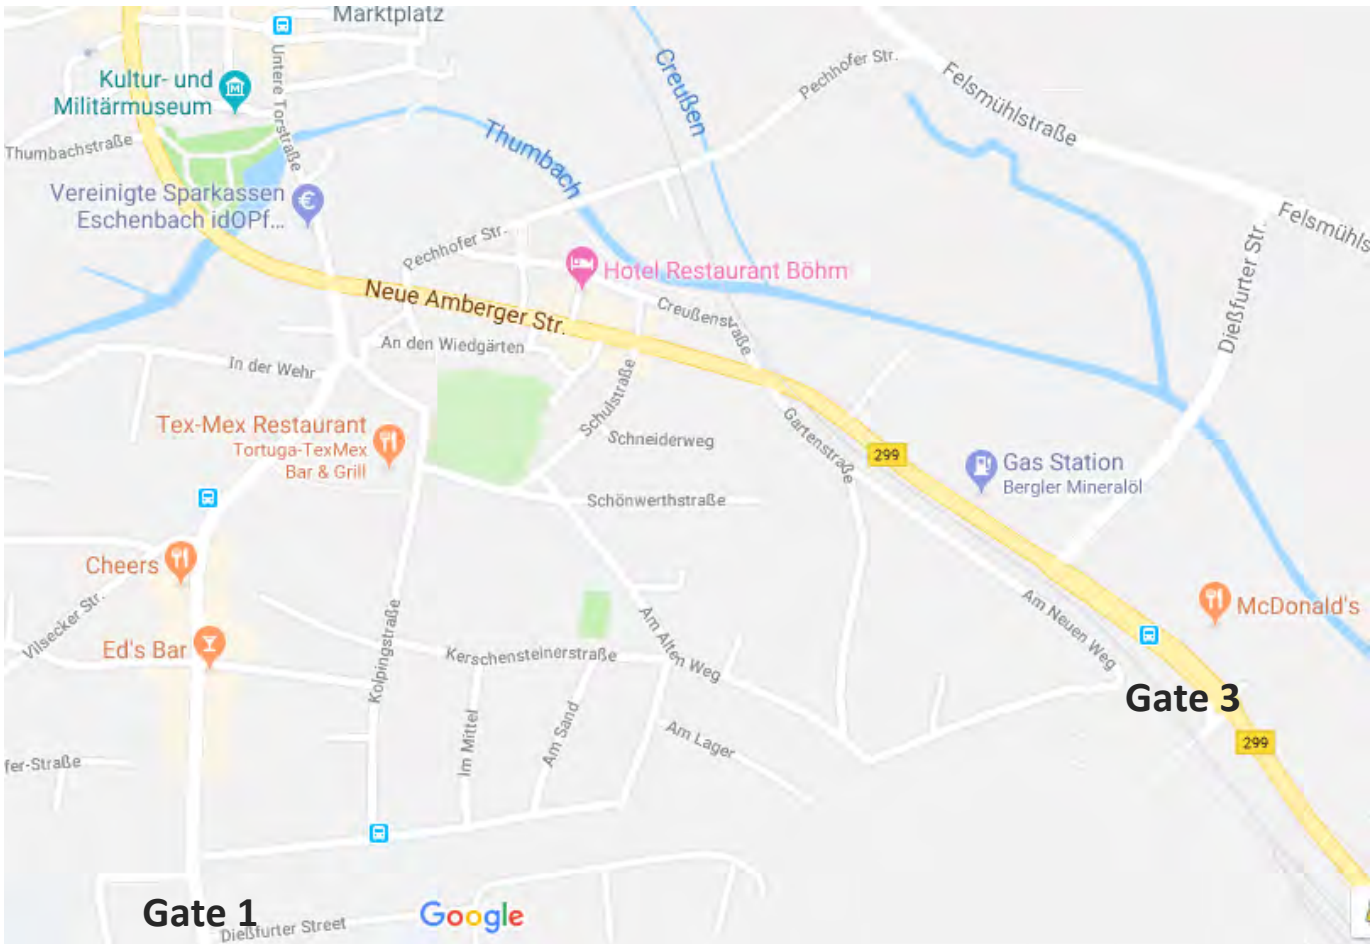 Marktplatz
Kultur- und
Militärmuseum
Untere Torstraße
Thumbachstraße
Vereinigte Sparkassen
Eschenbach idOPf...
Creußen
Thumbach
Pechhofer Str.
Felsmühlstraße
Felsmühls
Dießfurter Str.
Pechhofer Str.
Hotel Restaurant Böhm
Creußenstraße
Neue Amberger Str.
An den Wiedgärten
In der Wehr
Tex-Mex Restaurant
Tortuga-TexMex
Bar & Grill
Schulstraße
Schneiderweg
Gartenstraße
299
Gas Station
Bergler Mineralöl
Schönwerthstraße
Cheers
Vilsecker Str.
Ed's Bar
Kolpingstraße
Kerschensteinerstraße
Am Alten Weg
Am Neuen Weg
McDonald's
Gate 3
299
Im Mittel
Am Sand
Am Lager
fer-Straße
Gate 1
Dießfurter Street
Google